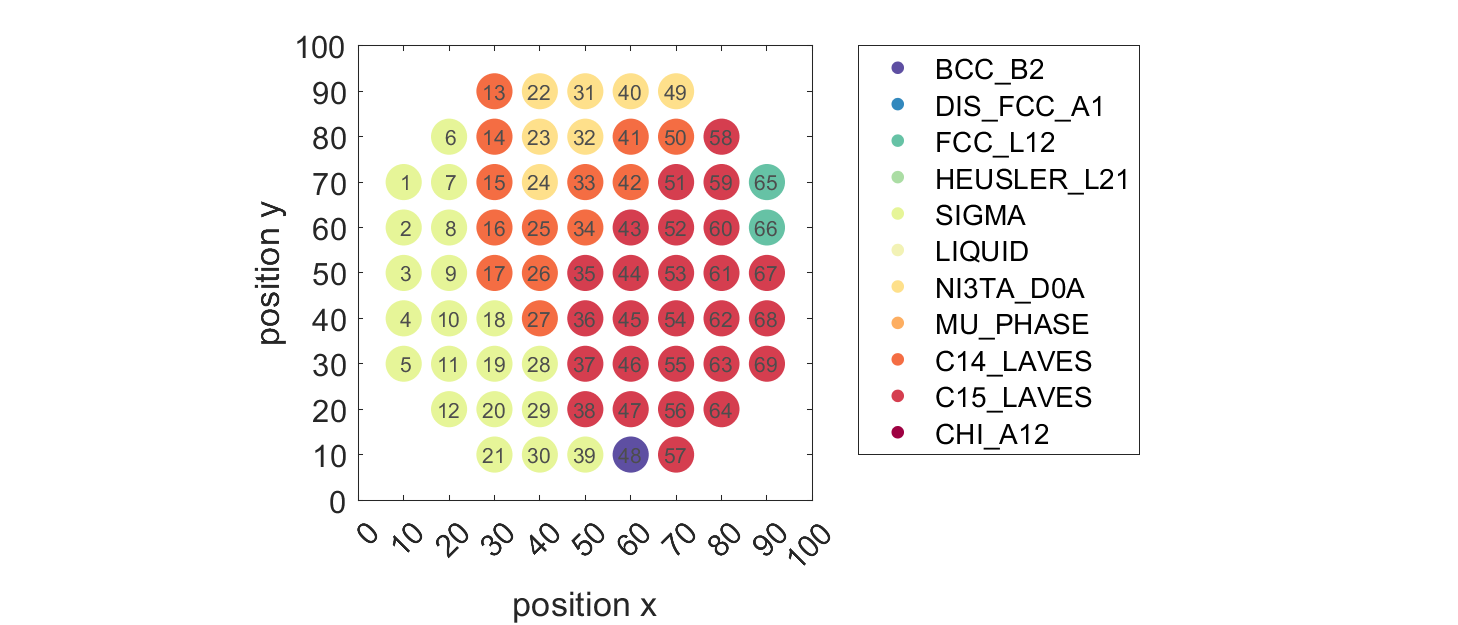 100
90
80
70
60
50
40
30
20
10
0
position y
13 22 31 40 49
6 14 23 32 41 50 58
1 7 15 24 33 42 51 59 65
2 8 16 25 34 43 52 60 66
3 9 17 26 35 44 53 61 67
4 10 18 27 36 45 54 62 68
5 11 19 28 37 46 55 63 69
12 20 29 38 47 56 64
21 30 39 48 57
0 10 20 30 40 50 60 70 80 90 100
position x
BCC_B2
DIS_FCC_A1
FCC_L12
HEUSLER_L21
SIGMA
LIQUID
NI3TA_D0A
MU_PHASE
C14_LAVES
C15_LAVES
CHI_A12